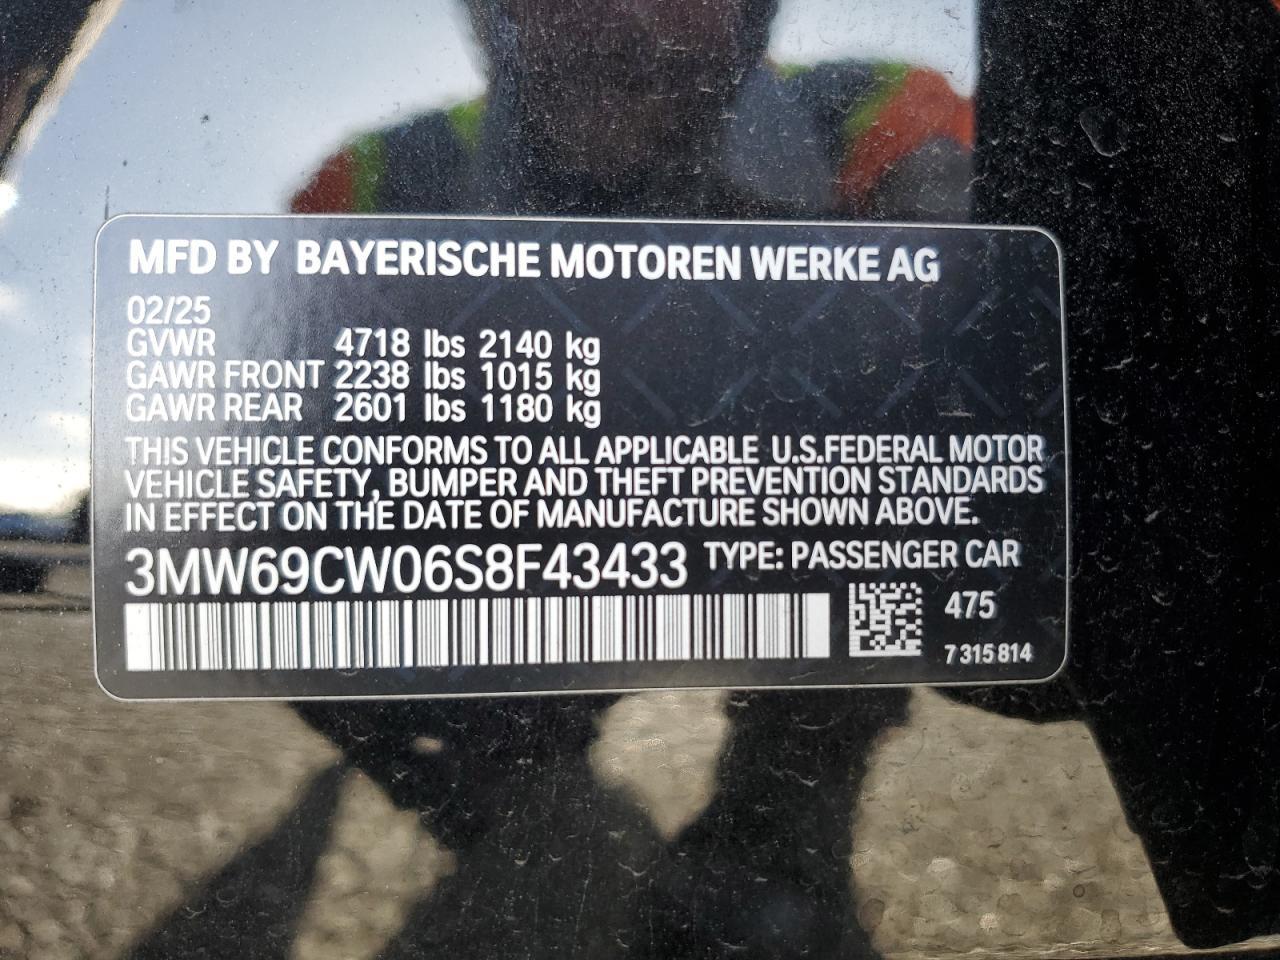 MFD BY BAYERISCHE MOTOREN WERKE AG
02/25
GVWR 4718 lbs 2140 kg
GAWR FRONT 2238 lbs 1015 kg
GAWR REAR 2601 lbs 1180 kg
THIS VEHICLE CONFORMS TO ALL APPLICABLE U.S.FEDERAL MOTOR
VEHICLE SAFETY, BUMPER AND THEFT PREVENTION STANDARDS
IN EFFECT ON THE DATE OF MANUFACTURE SHOWN ABOVE.
3MW69CW06S8F43433 TYPE: PASSENGER CAR
475
7 315 814